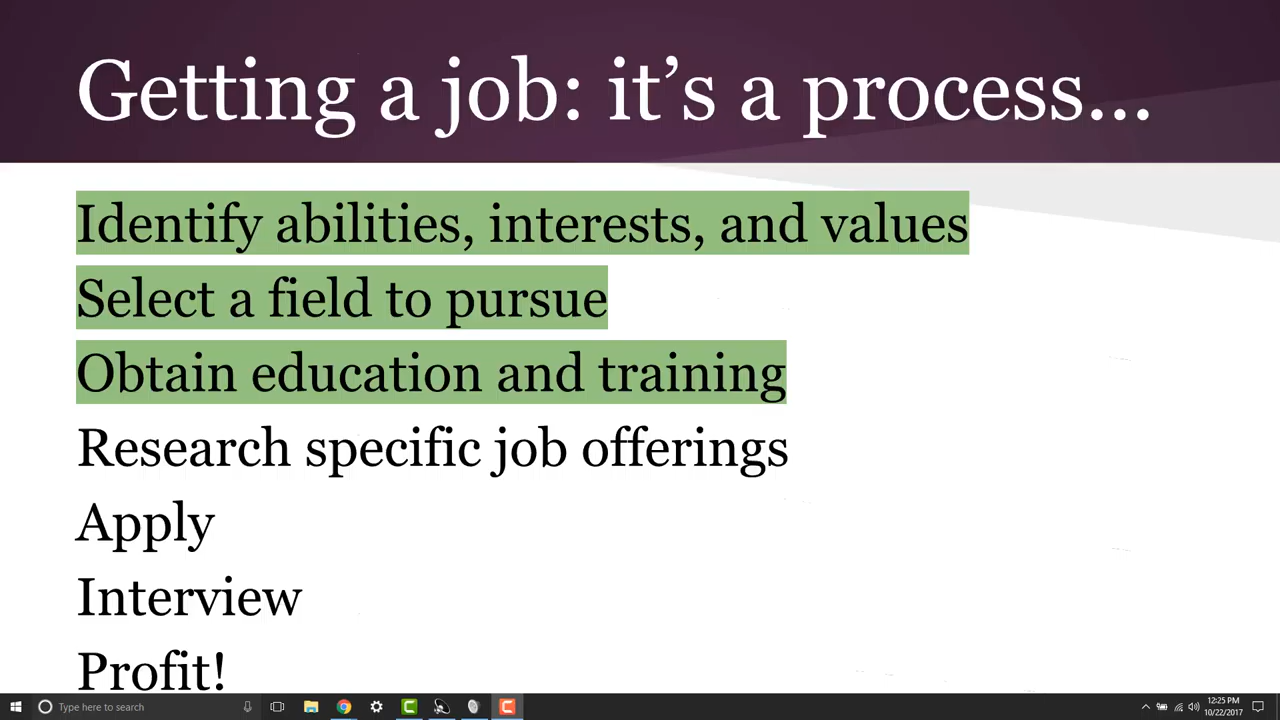 Getting a job: it's a process...
Identify abilities, interests, and values
Select a field to pursue
Obtain education and training
Research specific job offerings
Apply
Interview
Profit!
Type here to search
12:25 PM
10/22/2017